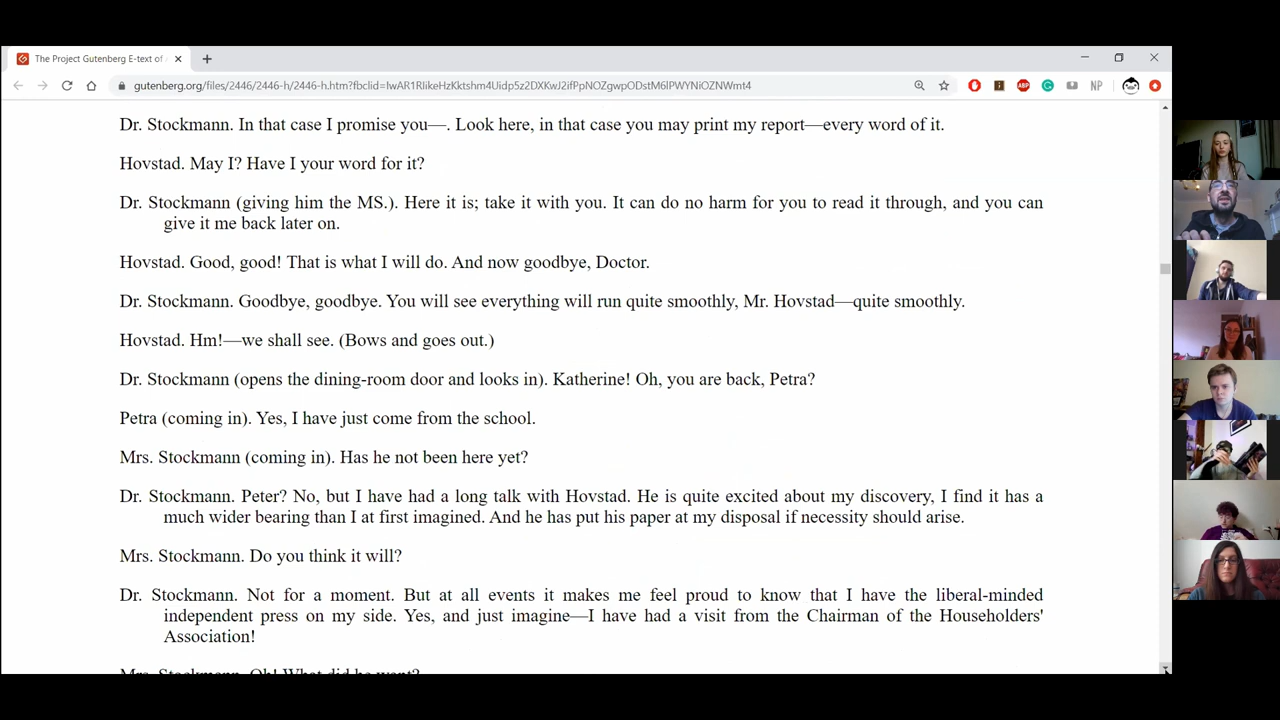 The Project Gutenberg E-text of
gutenberg.org/files/2446/2446-h/2446-h.htm?fbclid=IwAR1RIikeHzKktshm4Uidp5z2DXKwJ2ifPpNOZgwpODstM6lPWYNiOZNWmt4
ABP
NP
Dr. Stockmann. In that case I promise you—. Look here, in that case you may print my report—every word of it.
Hovstad. May I? Have I your word for it?
Dr. Stockmann (giving him the MS.). Here it is; take it with you. It can do no harm for you to read it through, and you can
give it me back later on.
Hovstad. Good, good! That is what I will do. And now goodbye, Doctor.
Dr. Stockmann. Goodbye, goodbye. You will see everything will run quite smoothly, Mr. Hovstad—quite smoothly.
Hovstad. Hm!—we shall see. (Bows and goes out.)
Dr. Stockmann (opens the dining-room door and looks in). Katherine! Oh, you are back, Petra?
Petra (coming in). Yes, I have just come from the school.
Mrs. Stockmann (coming in). Has he not been here yet?
Dr. Stockmann. Peter? No, but I have had a long talk with Hovstad. He is quite excited about my discovery, I find it has a
much wider bearing than I at first imagined. And he has put his paper at my disposal if necessity should arise.
Mrs. Stockmann. Do you think it will?
Dr. Stockmann. Not for a moment. But at all events it makes me feel proud to know that I have the liberal-minded
independent press on my side. Yes, and just imagine—I have had a visit from the Chairman of the Householders'
Association!
Mrs. Stockmann. Oh! What did he want?